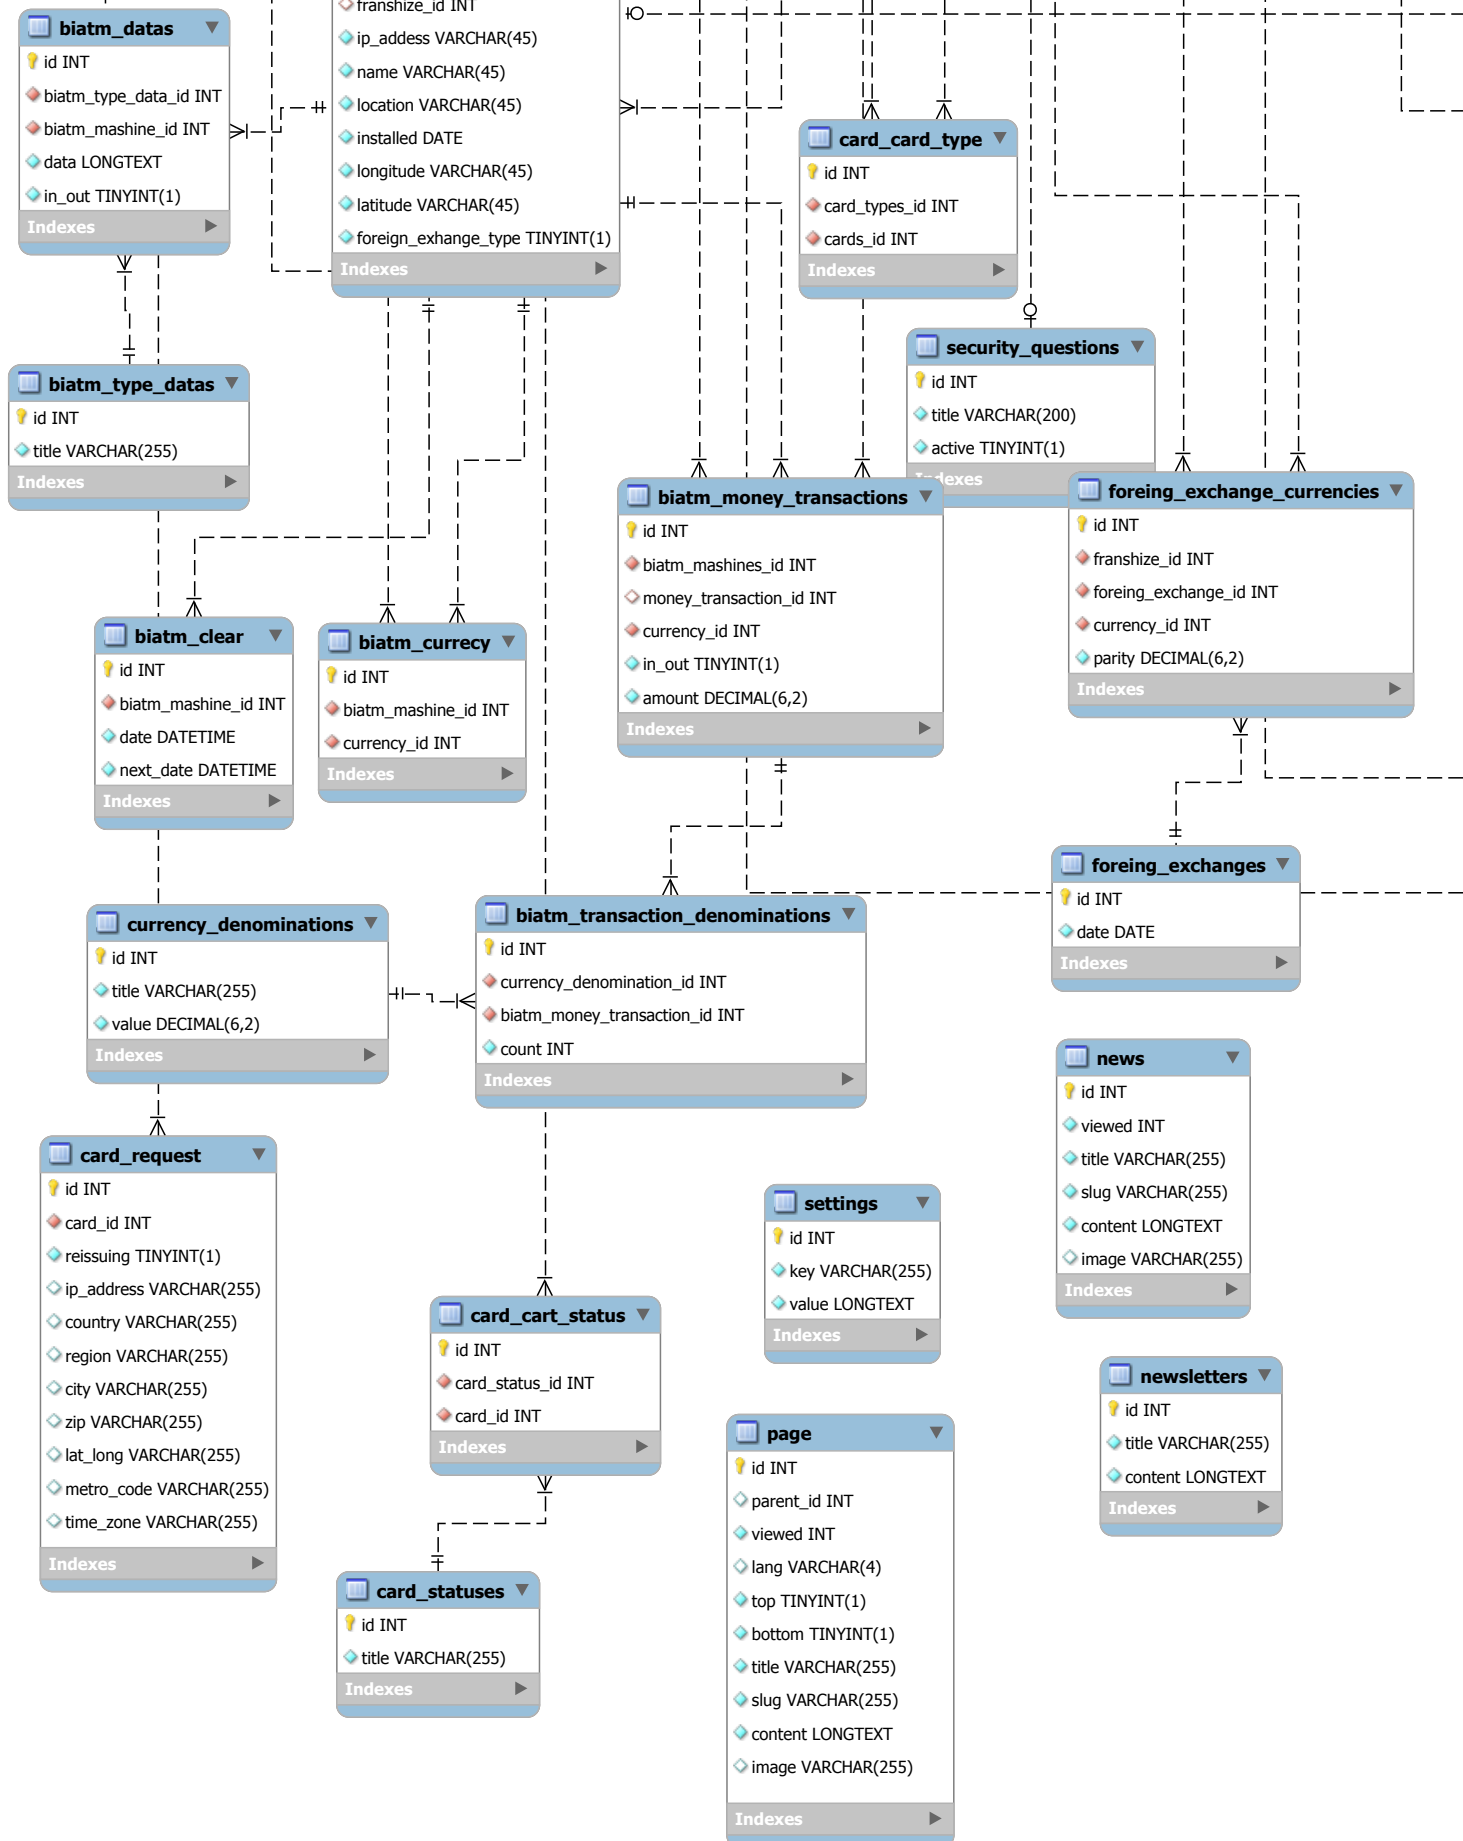 biatm_datas
id INT
biatm_type_data_id INT
biatm_mashine_id INT
data LONGTEXT
in_out TINYINT(1)
Indexes
franshize_id INT
ip_addess VARCHAR(45)
name VARCHAR(45)
location VARCHAR(45)
installed DATE
longitude VARCHAR(45)
latitude VARCHAR(45)
foreign_exhange_type TINYINT(1)
Indexes
card_card_type
id INT
card_types_id INT
cards_id INT
Indexes
security_questions
id INT
title VARCHAR(200)
active TINYINT(1)
Indexes
biatm_type_datas
id INT
title VARCHAR(255)
Indexes
biatm_money_transactions
id INT
biatm_mashines_id INT
money_transaction_id INT
currency_id INT
in_out TINYINT(1)
amount DECIMAL(6,2)
Indexes
foreing_exchange_currencies
id INT
franshize_id INT
foreing_exchange_id INT
currency_id INT
parity DECIMAL(6,2)
Indexes
biatm_clear
id INT
biatm_mashine_id INT
date DATETIME
next_date DATETIME
Indexes
biatm_currecy
id INT
biatm_mashine_id INT
currency_id INT
Indexes
foreing_exchanges
id INT
date DATE
Indexes
currency_denominations
id INT
title VARCHAR(255)
value DECIMAL(6,2)
Indexes
biatm_transaction_denominations
id INT
currency_denomination_id INT
biatm_money_transaction_id INT
count INT
Indexes
news
id INT
viewed INT
title VARCHAR(255)
slug VARCHAR(255)
content LONGTEXT
image VARCHAR(255)
Indexes
card_request
id INT
card_id INT
reissuing TINYINT(1)
ip_address VARCHAR(255)
country VARCHAR(255)
region VARCHAR(255)
city VARCHAR(255)
zip VARCHAR(255)
lat_long VARCHAR(255)
metro_code VARCHAR(255)
time_zone VARCHAR(255)
Indexes
settings
id INT
key VARCHAR(255)
value LONGTEXT
Indexes
card_cart_status
id INT
card_status_id INT
card_id INT
Indexes
newsletters
id INT
title VARCHAR(255)
content LONGTEXT
Indexes
page
id INT
parent_id INT
viewed INT
lang VARCHAR(4)
top TINYINT(1)
bottom TINYINT(1)
title VARCHAR(255)
slug VARCHAR(255)
content LONGTEXT
image VARCHAR(255)
Indexes
card_statuses
id INT
title VARCHAR(255)
Indexes